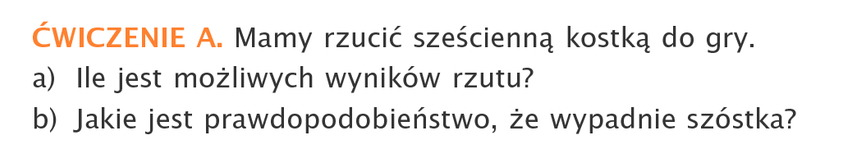 ĆWICZENIE A. Mamy rzucić sześcienną kostką do gry.
a) Ile jest możliwych wyników rzutu?
b) Jakie jest prawdopodobieństwo, że wypadnie szóstka?